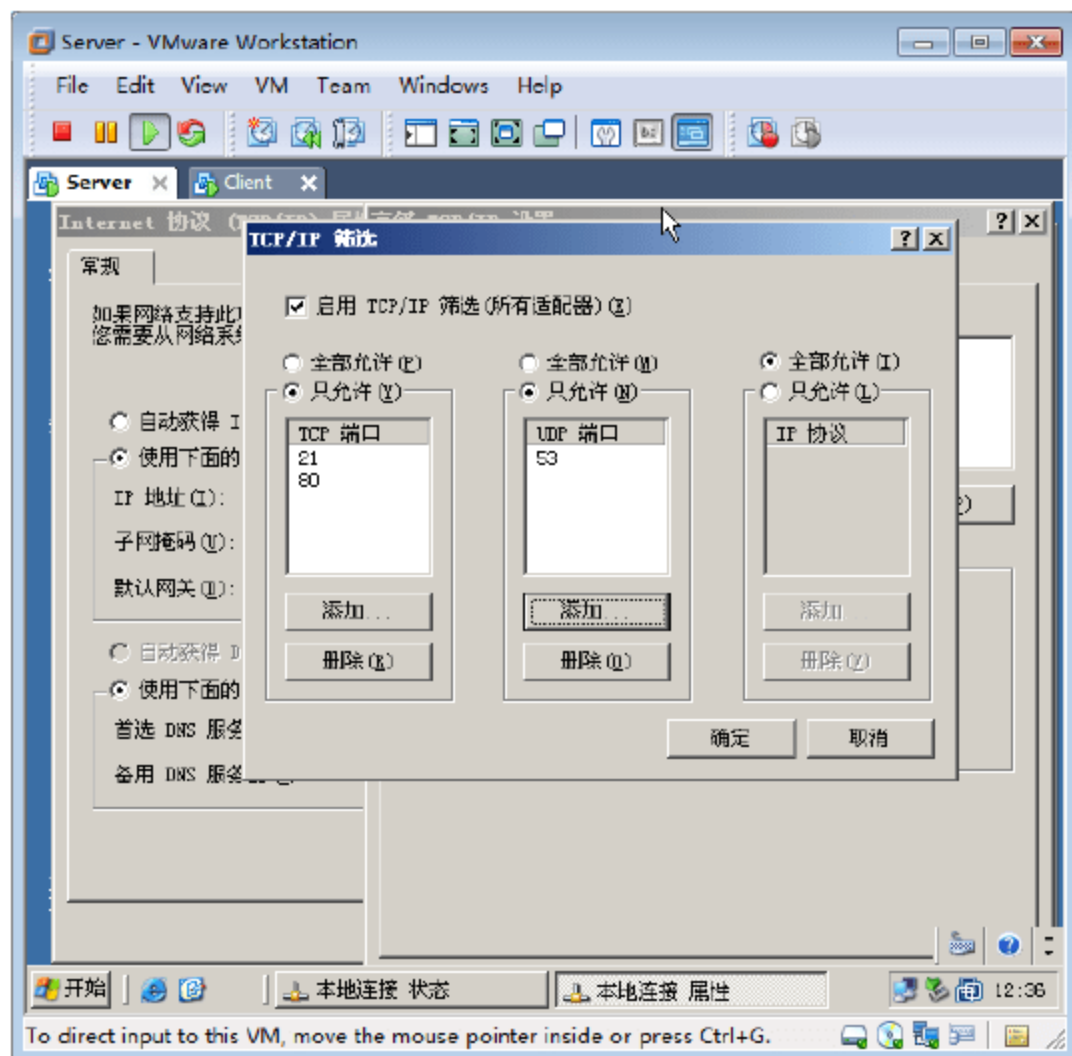 Server - VMware Workstation
File Edit View VM Team Windows Help
Server Client
Internet 协议
TCP/IP 筛选
常规
启用 TCP/IP 筛选(所有适配器)(E)
如果网络支持此
您需要从网络系
全部允许(P) 全部允许(M) 全部允许(I)
只允许(Y) 只允许(N) 只允许(L)
自动获得 I
TCP 端口 UDP 端口 IP 协议
使用下面的
21 53
80
IP 地址(I):
子网掩码(U):
默认网关(D):
添加... 添加... 添加...
自动获得 D
删除(R) 删除(O) 删除(V)
使用下面的
首选 DNS 服务
确定 取消
备用 DNS 服务
开始 本地连接 状态 本地连接 属性 12:36
To direct input to this VM, move the mouse pointer inside or press Ctrl+G.